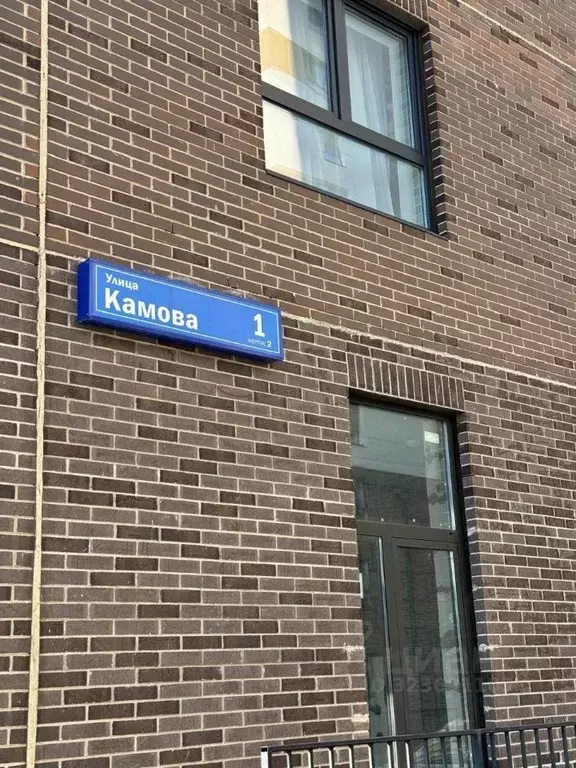 Улица
Камова
1
корпус 2